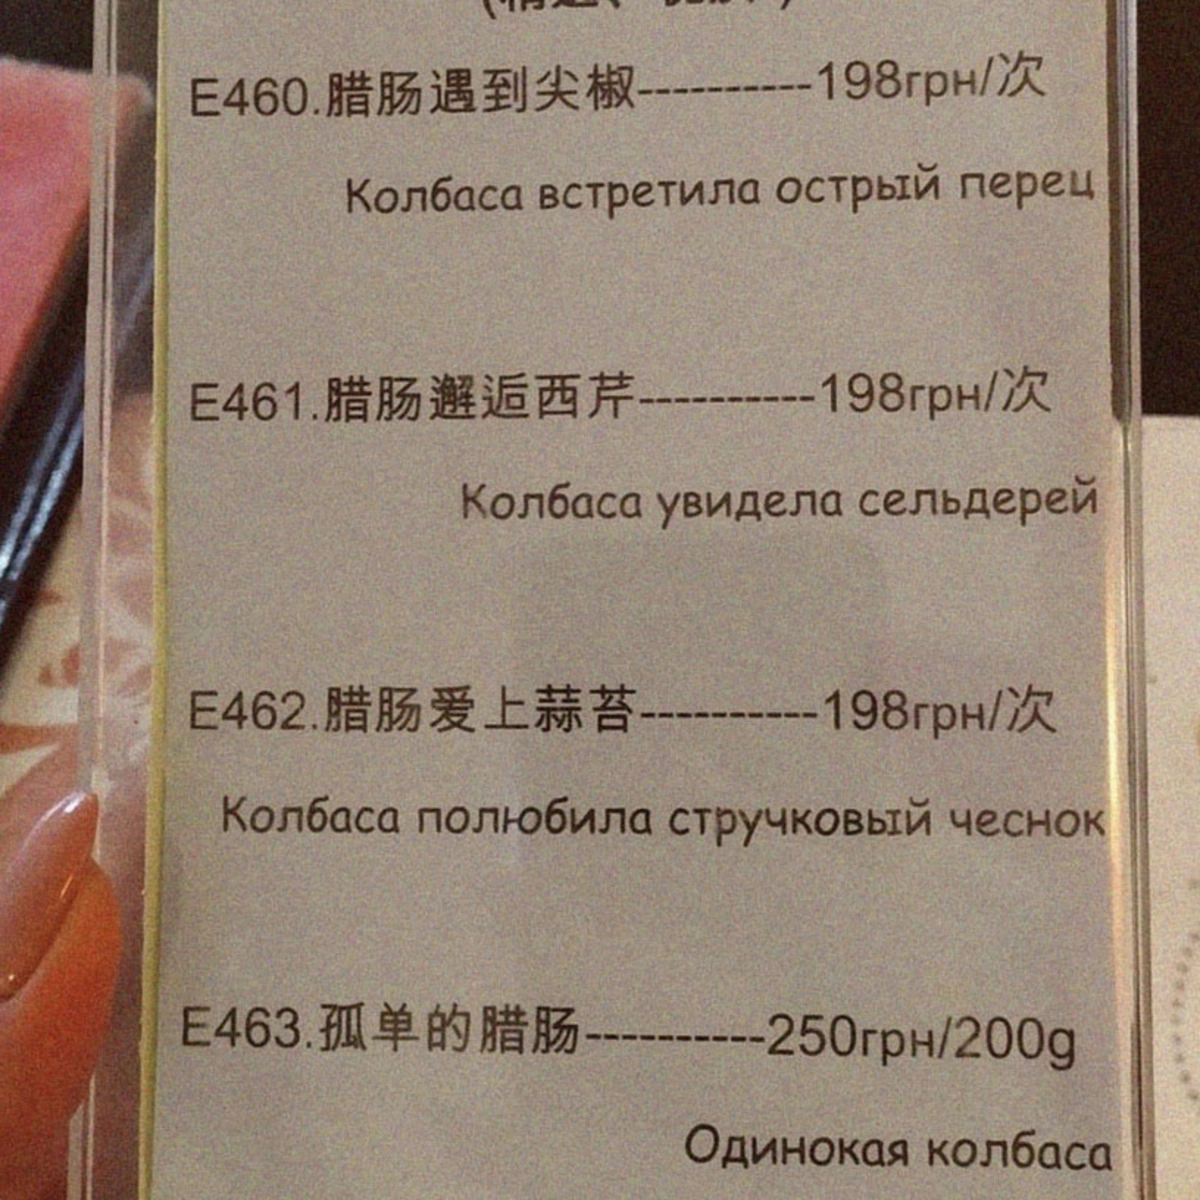 E460.腊肠遇到尖椒----------198грн/次
Колбаса встретила острый перец
E461.腊肠邂逅西芹----------198грн/次
Колбаса увидела сельдерей
E462.腊肠爱上蒜苔----------198грн/次
Колбаса полюбила стручковый чеснок
E463.孤单的腊肠----------250грн/200g
Одинокая колбаса